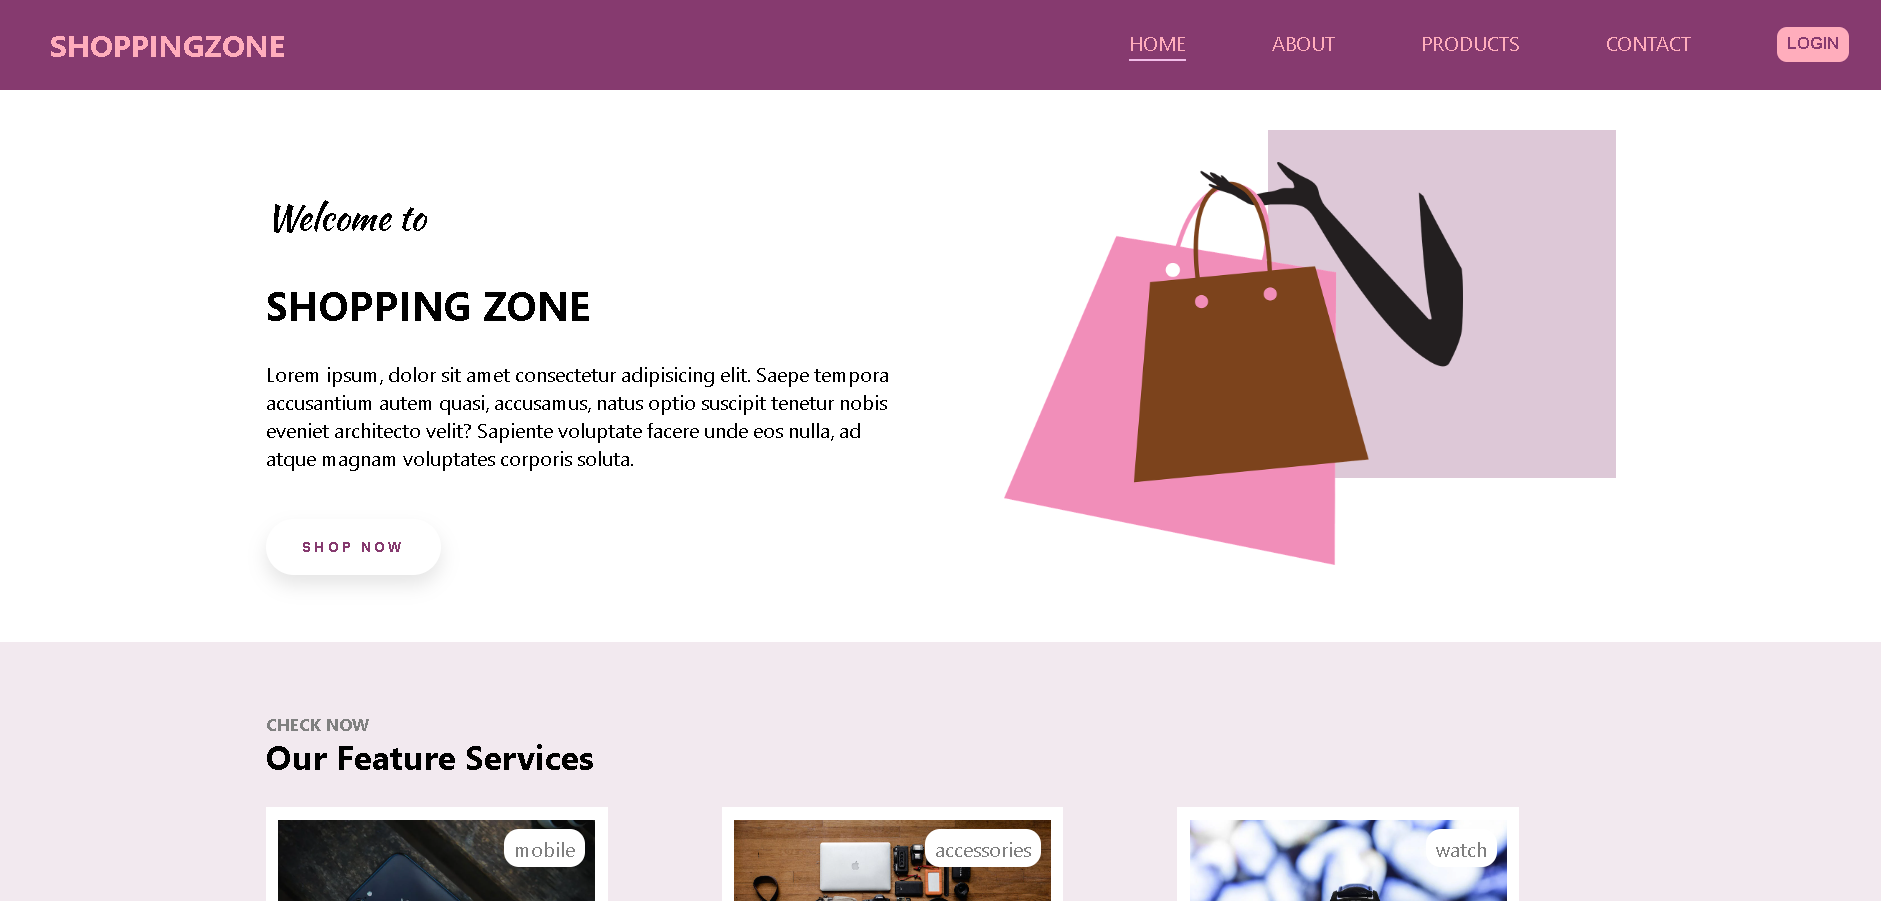 SHOPPINGZONE
HOME
ABOUT
PRODUCTS
CONTACT
LOGIN
Welcome to
SHOPPING ZONE
Lorem ipsum, dolor sit amet consectetur adipisicing elit. Saepe tempora
accusantium autem quasi, accusamus, natus optio suscipit tenetur nobis
eveniet architecto velit? Sapiente voluptate facere unde eos nulla, ad
atque magnam voluptates corporis soluta.
SHOP NOW
CHECK NOW
Our Feature Services
mobile
accessories
watch